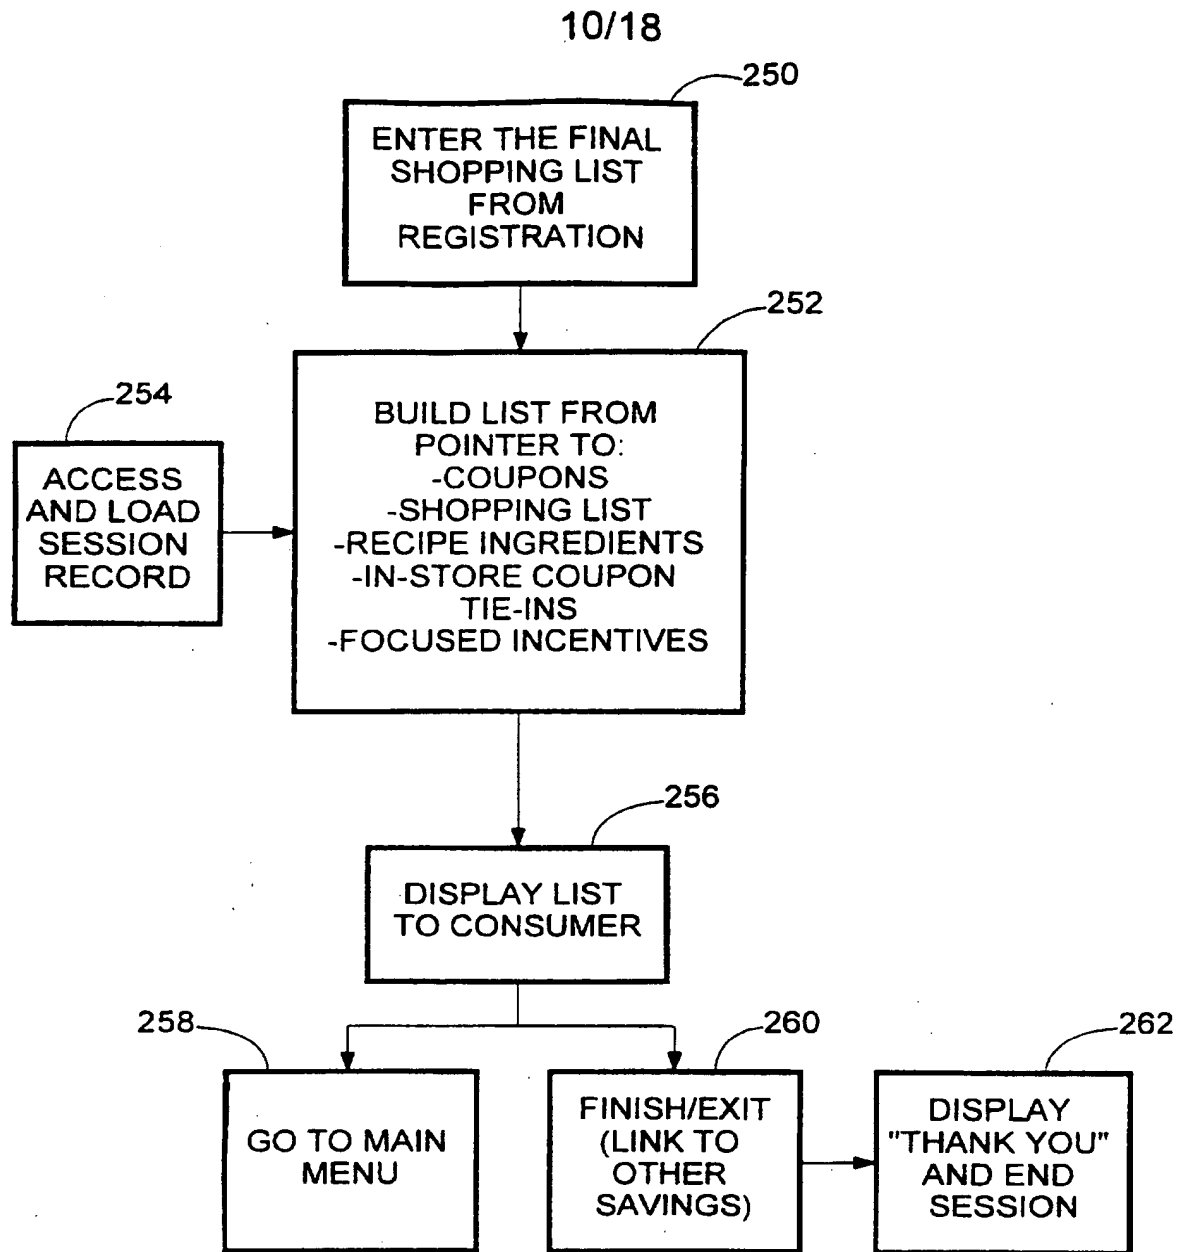 10/18
250
ENTER THE FINAL
SHOPPING LIST
FROM
REGISTRATION
252
BUILD LIST FROM
POINTER TO:
-COUPONS
-SHOPPING LIST
-RECIPE INGREDIENTS
-IN-STORE COUPON
TIE-INS
-FOCUSED INCENTIVES
254
ACCESS
AND LOAD
SESSION
RECORD
256
DISPLAY LIST
TO CONSUMER
258
GO TO MAIN
MENU
260
FINISH/EXIT
(LINK TO
OTHER
SAVINGS)
262
DISPLAY
"THANK YOU"
AND END
SESSION